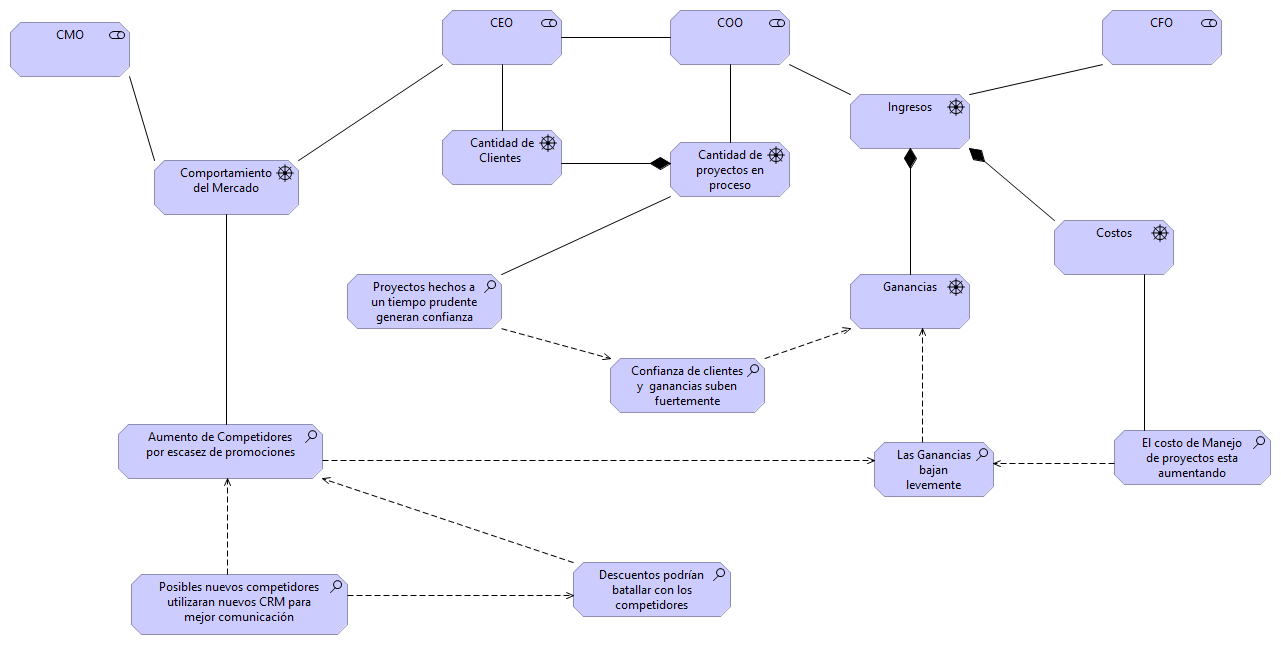 CMO
CEO
COO
CFO
Ingresos
Cantidad de
Clientes
Cantidad de
proyectos en
proceso
Comportamiento
del Mercado
Costos
Proyectos hechos a
un tiempo prudente
generan confianza
Ganancias
Confianza de clientes
y ganancias suben
fuertemente
Aumento de Competidores
por escasez de promociones
Las Ganancias
bajan
levemente
El costo de Manejo
de proyectos esta
aumentando
Posibles nuevos competidores
utilizaran nuevos CRM para
mejor comunicación
Descuentos podrían
batallar con los
competidores